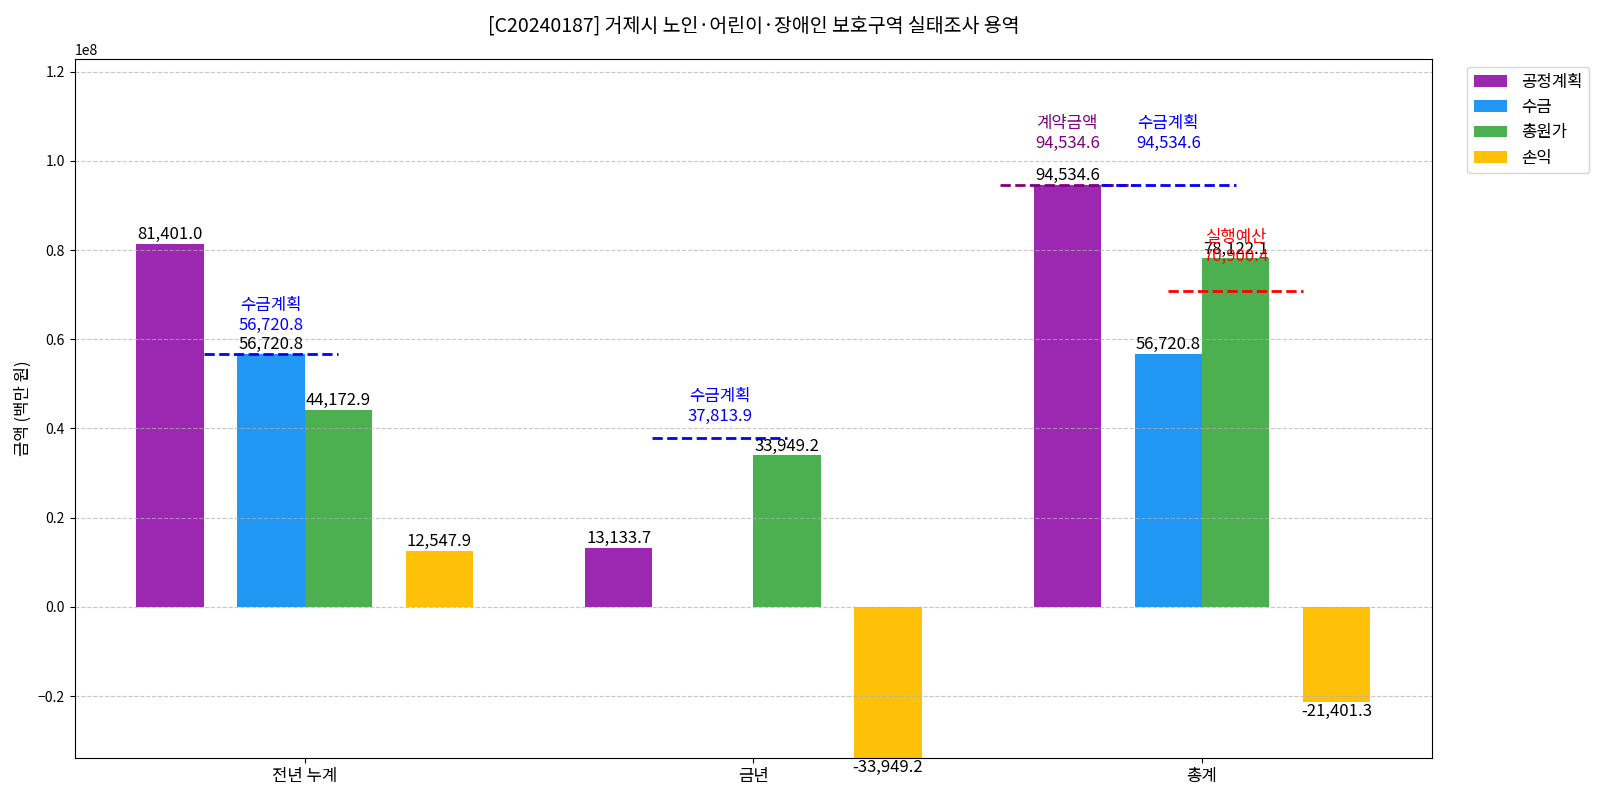 [C20240187] 거제시 노인·어린이·장애인 보호구역 실태조사 용역
1e8
1.2
1.0
0.8
0.6
0.4
0.2
0.0
−0.2
금액 (백만 원)
81,401.0
수금계획
56,720.8
56,720.8
44,172.9
12,547.9
13,133.7
수금계획
37,813.9
33,949.2
-33,949.2
계약금액
94,534.6
94,534.6
수금계획
94,534.6
56,720.8
실행예산
70,900.4
78,122.1
-21,401.3
전년 누계
금년
총계
공정계획
수금
총원가
손익